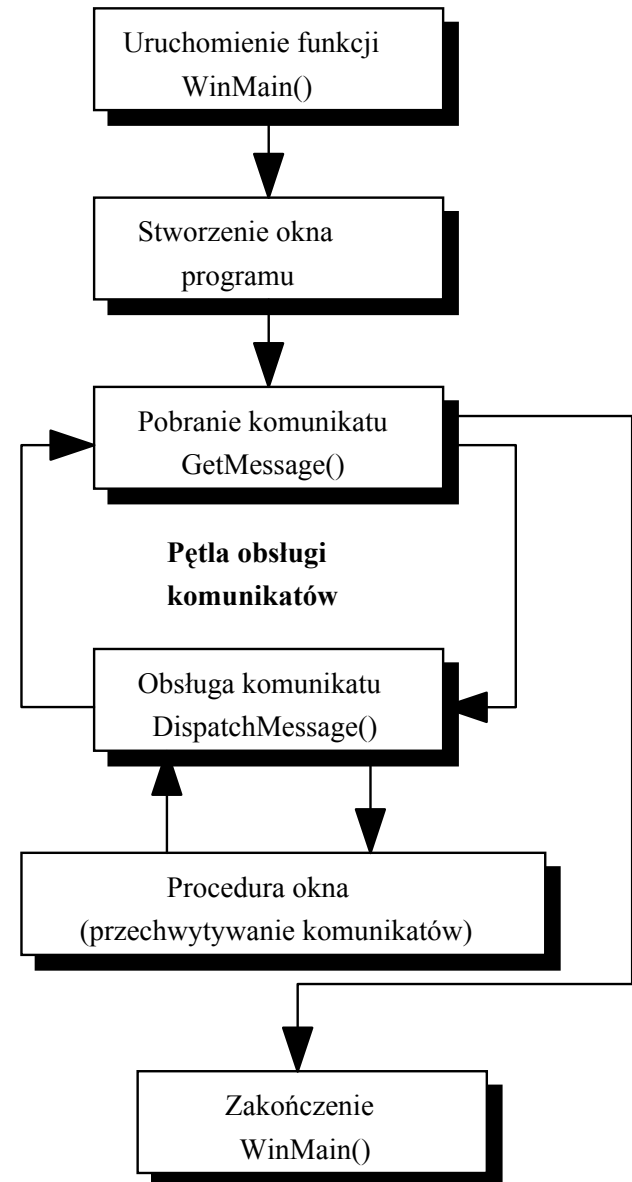 Uruchomienie funkcji
WinMain()
Stworzenie okna
programu
Pobranie komunikatu
GetMessage()
Pętla obsługi
komunikatów
Obsługa komunikatu
DispatchMessage()
Procedura okna
(przechwytywanie komunikatów)
Zakończenie
WinMain()